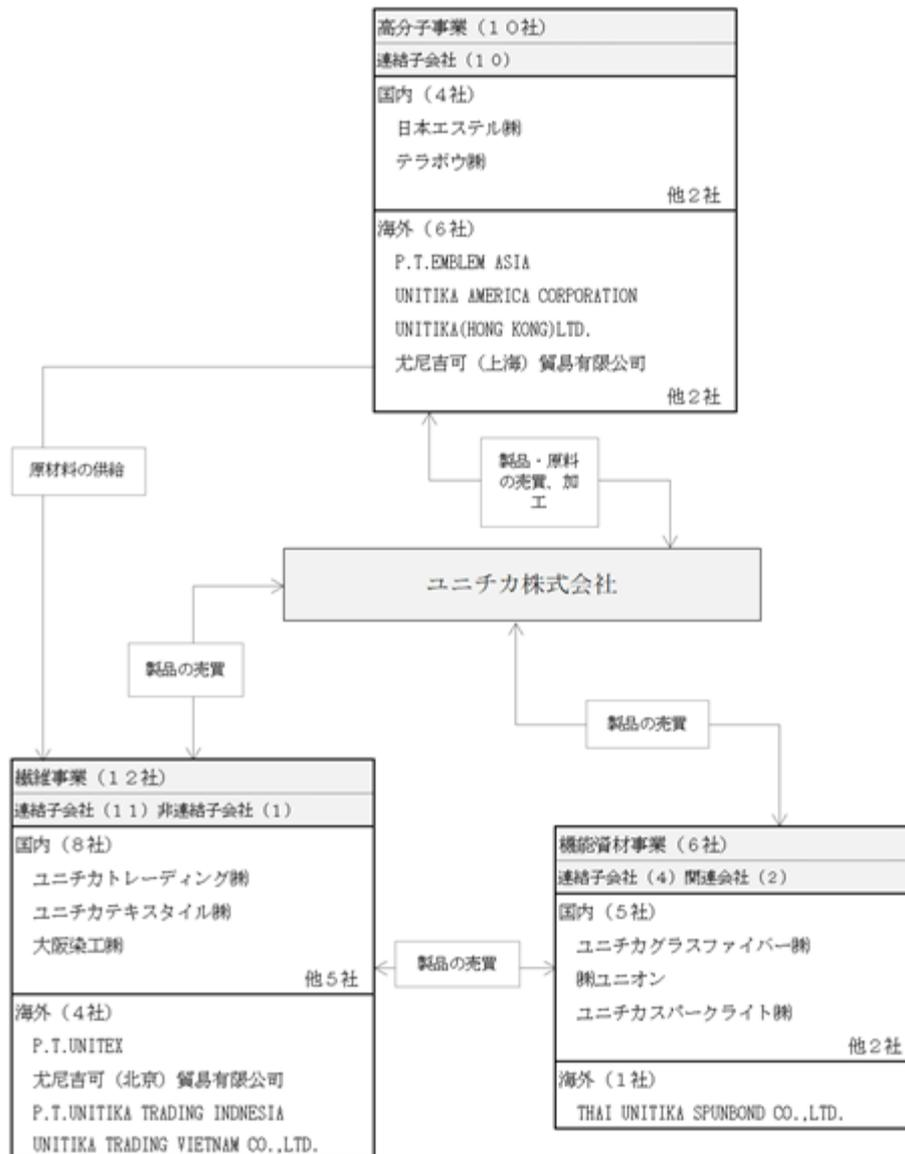 高分子事業（１０社）
連結子会社（１０）
国内（４社）
日本エステル㈱
テラボウ㈱
他２社
海外（６社）
P.T.EMBLEM ASIA
UNITIKA AMERICA CORPORATION
UNITIKA(HONG KONG)LTD.
尤尼吉可（上海）貿易有限公司
他２社
原材料の供給
製品・原料
の売買、加
工
ユニチカ株式会社
製品の売買
製品の売買
繊維事業（１２社）
連結子会社（１１）非連結子会社（１）
国内（８社）
ユニチカトレーディング㈱
ユニチカテキスタイル㈱
大阪染工㈱
他５社
海外（４社）
P.T.UNITEX
尤尼吉可（北京）貿易有限公司
P.T.UNITIKA TRADING INDNESIA
UNITIKA TRADING VIETNAM CO.,LTD.
製品の売買
機能資材事業（６社）
連結子会社（４）関連会社（２）
国内（５社）
ユニチカグラスファイバー㈱
㈱ユニオン
ユニチカスパークライト㈱
他２社
海外（１社）
THAI UNITIKA SPUNBOND CO.,LTD.